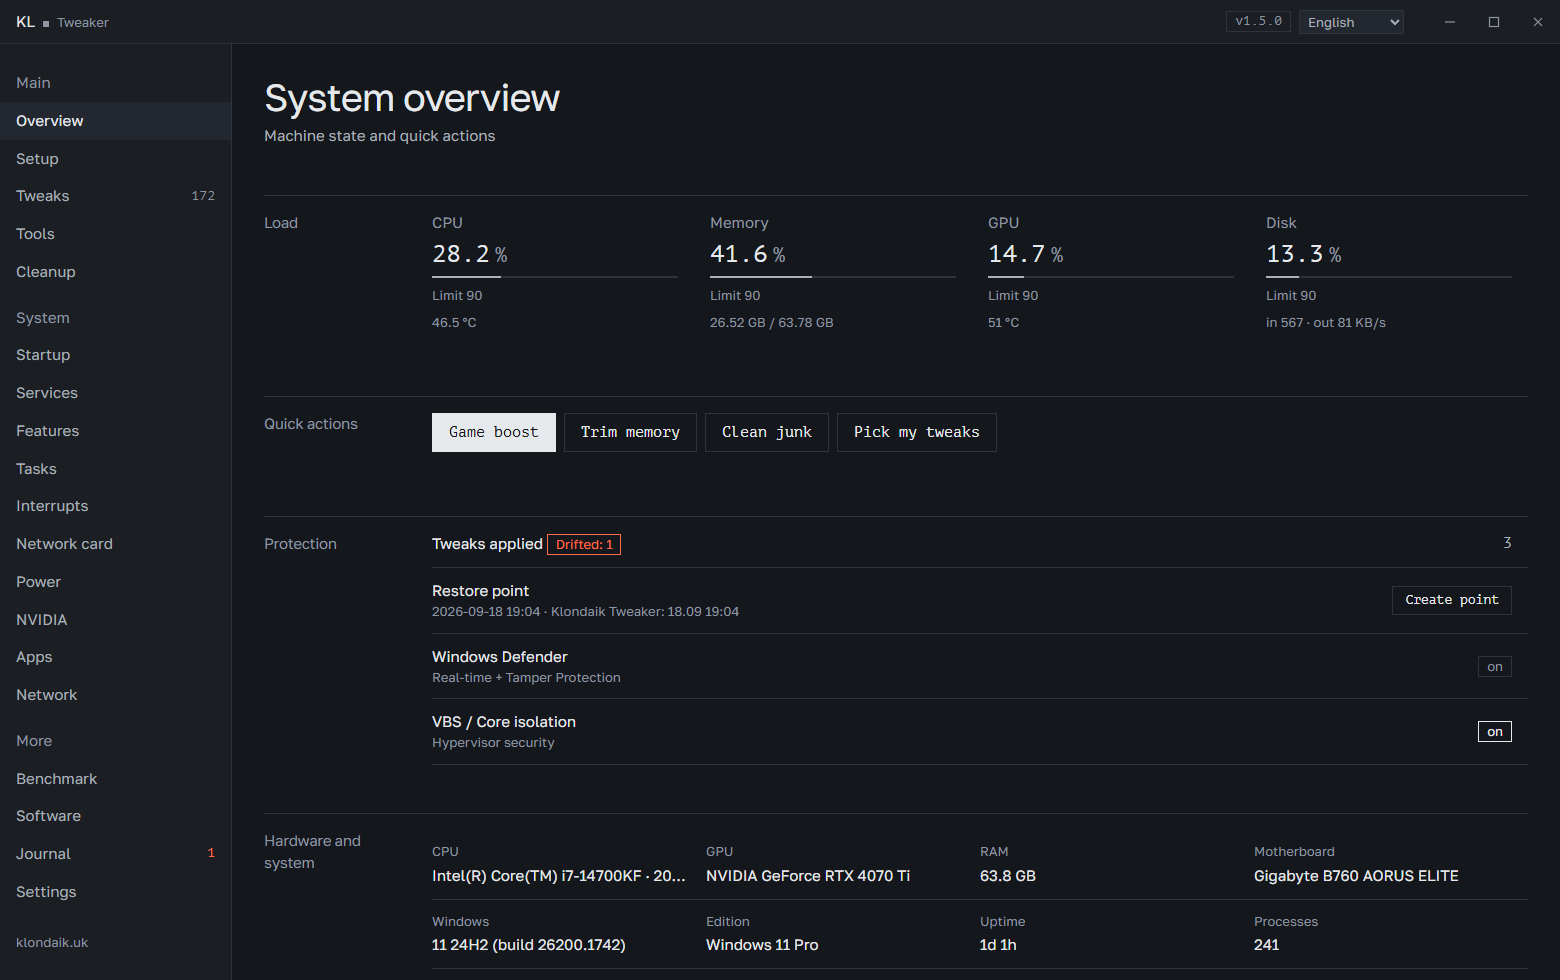 KL Tweaker
v1.5.0
English
Main
Overview
Setup
Tweaks 172
Tools
Cleanup
System
Startup
Services
Features
Tasks
Interrupts
Network card
Power
NVIDIA
Apps
Network
More
Benchmark
Software
Journal 1
Settings
klondaik.uk
System overview
Machine state and quick actions
Load
CPU
28.2 %
Limit 90
46.5 °C
Memory
41.6 %
Limit 90
26.52 GB / 63.78 GB
GPU
14.7 %
Limit 90
51 °C
Disk
13.3 %
Limit 90
in 567 · out 81 KB/s
Quick actions
Game boost
Trim memory
Clean junk
Pick my tweaks
Protection
Tweaks applied Drifted: 1 3
Restore point
2026-09-18 19:04 · Klondaik Tweaker: 18.09 19:04
Create point
Windows Defender
Real-time + Tamper Protection
on
VBS / Core isolation
Hypervisor security
on
Hardware and
system
CPU
Intel(R) Core(TM) i7-14700KF · 20...
GPU
NVIDIA GeForce RTX 4070 Ti
RAM
63.8 GB
Motherboard
Gigabyte B760 AORUS ELITE
Windows
11 24H2 (build 26200.1742)
Edition
Windows 11 Pro
Uptime
1d 1h
Processes
241